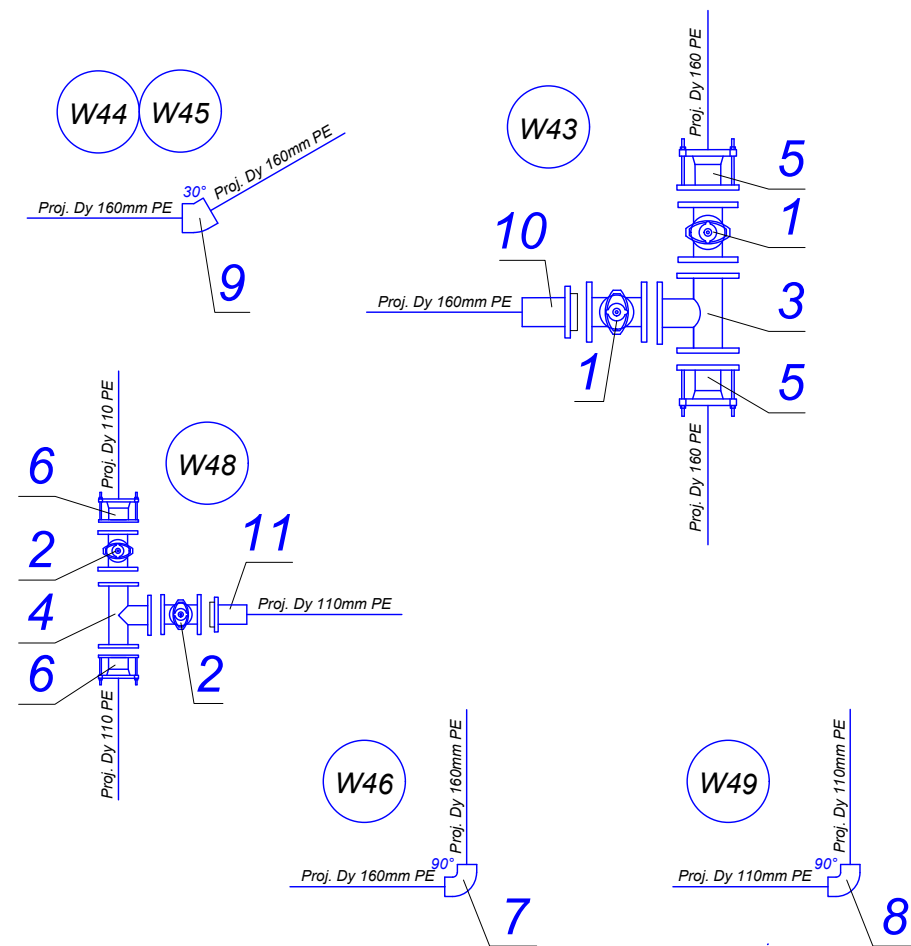 W44
W45
30°
Proj. Dy 160mm PE
Proj. Dy 160mm PE
9
W43
Proj. Dy 160 PE
5
1
10
3
Proj. Dy 160mm PE
1
5
Proj. Dy 160 PE
W48
Proj. Dy 110 PE
6
2
11
4
Proj. Dy 110mm PE
6
2
Proj. Dy 110 PE
W46
Proj. Dy 160mm PE
90°
Proj. Dy 160mm PE
7
W49
Proj. Dy 110mm PE
90°
Proj. Dy 110mm PE
8